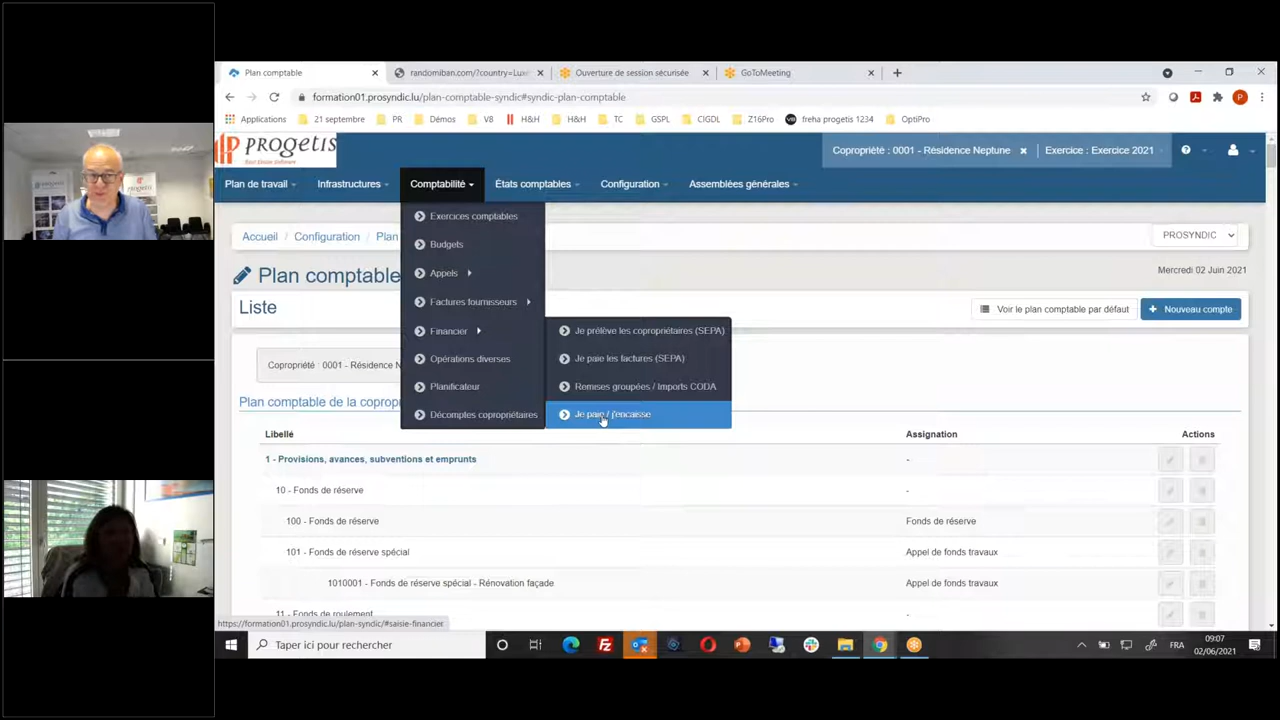 Plan comptable
randomiban.com/?country=Luxe
Ouverture de session sécurisée
GoToMeeting
formation01.prosyndic.lu/plan-comptable-syndic#syndic-plan-comptable
Applications
21 septembre
PR
Démos
V8
H&H
H&H
TC
GSPL
CIGDL
Z16Pro
freha progetis 1234
OptiPro
PROGETIS
Real Estate Software
Copropriété : 0001 - Résidence Neptune
Exercice : Exercice 2021
Plan de travail
Infrastructures
Comptabilité
États comptables
Configuration
Assemblées générales
Exercices comptables
Budgets
Appels
Factures fournisseurs
Financier
Opérations diverses
Planificateur
Décomptes copropriétaires
Je prélève les copropriétaires (SEPA)
Je paie les factures (SEPA)
Remises groupées / Imports CODA
Je paie / j'encaisse
Accueil / Configuration / Plan
PROSYNDIC
Plan comptable
Mercredi 02 Juin 2021
Liste
Voir le plan comptable par défaut
Nouveau compte
Copropriété : 0001 - Résidence N
Plan comptable de la copropr
Libellé
Assignation
Actions
1 - Provisions, avances, subventions et emprunts
-
10 - Fonds de réserve
-
100 - Fonds de réserve
Fonds de réserve
101 - Fonds de réserve spécial
Appel de fonds travaux
1010001 - Fonds de réserve spécial - Rénovation façade
Appel de fonds travaux
11 - Fonds de roulement
https://formation01.prosyndic.lu/plan-syndic/#saisie-financier
Taper ici pour rechercher
FRA
09:07
02/06/2021